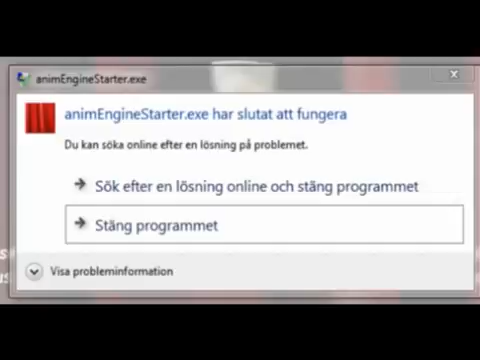 animEngineStarter.exe
animEngineStarter.exe har slutat att fungera
Du kan söka online efter en lösning på problemet.
Sök efter en lösning online och stäng programmet
Stäng programmet
Visa probleminformation